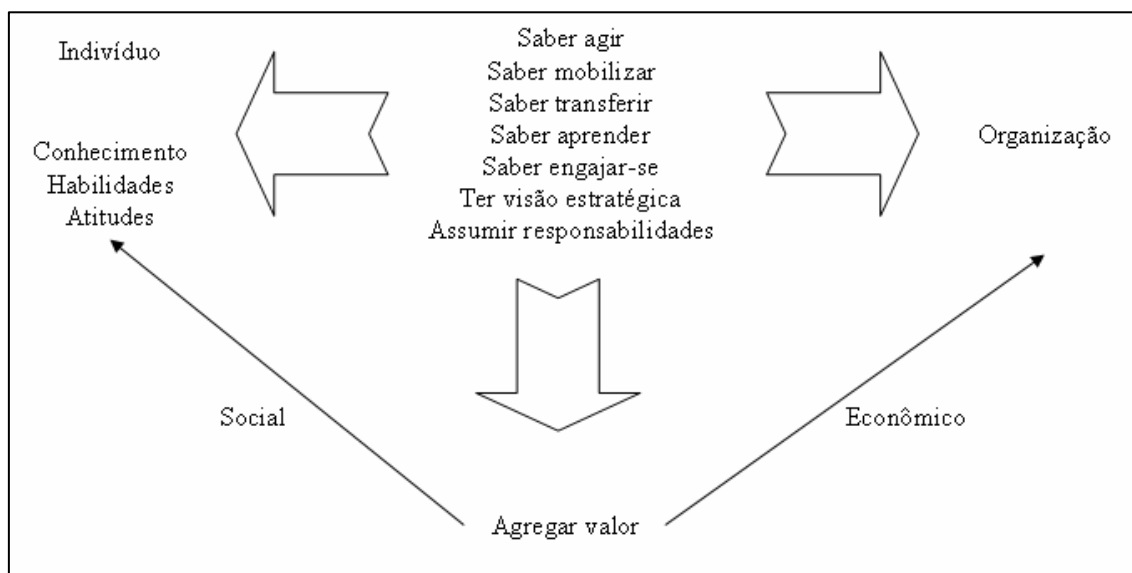 Indivíduo
Conhecimento
Habilidades
Atitudes
Saber agir
Saber mobilizar
Saber transferir
Saber aprender
Saber engajar-se
Ter visão estratégica
Assumir responsabilidades
Organização
Social
Econômico
Agregar valor